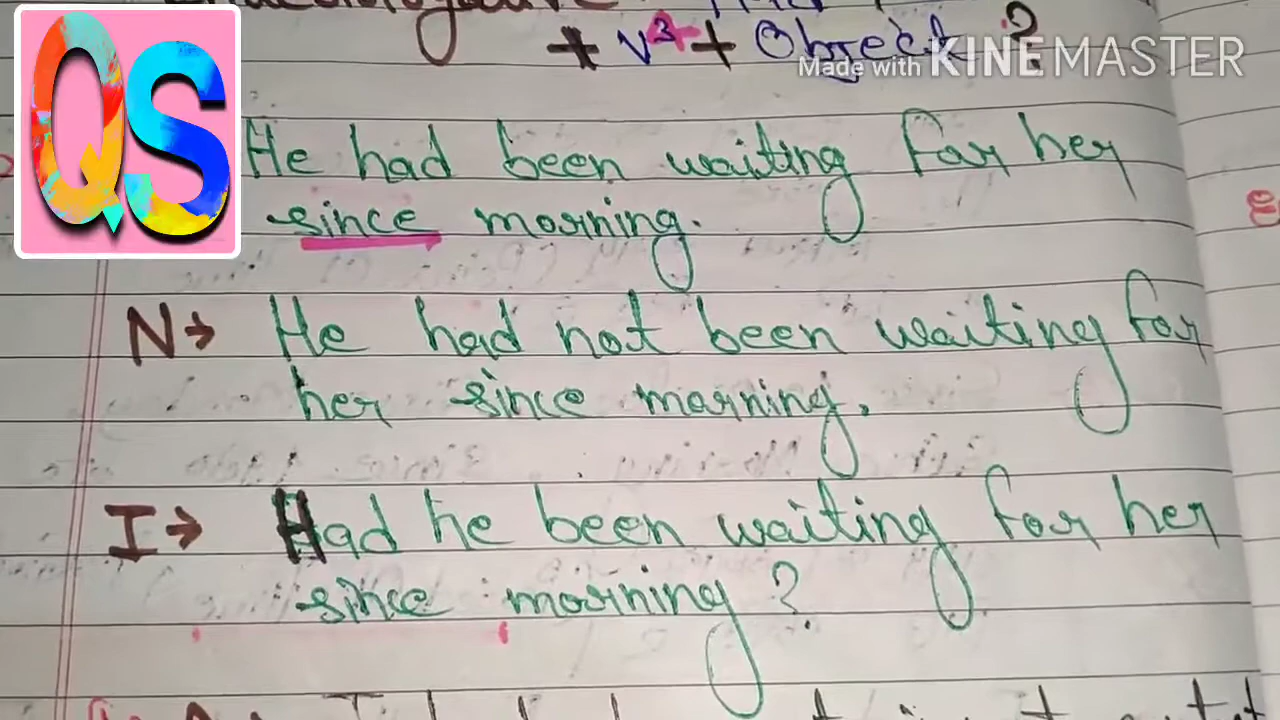 + V3 + Object ?
Made with KINEMASTER
QS
He had been waiting for her
since morning.
N→ He had not been waiting for
her since morning.
I→ Had he been waiting for her
since morning?